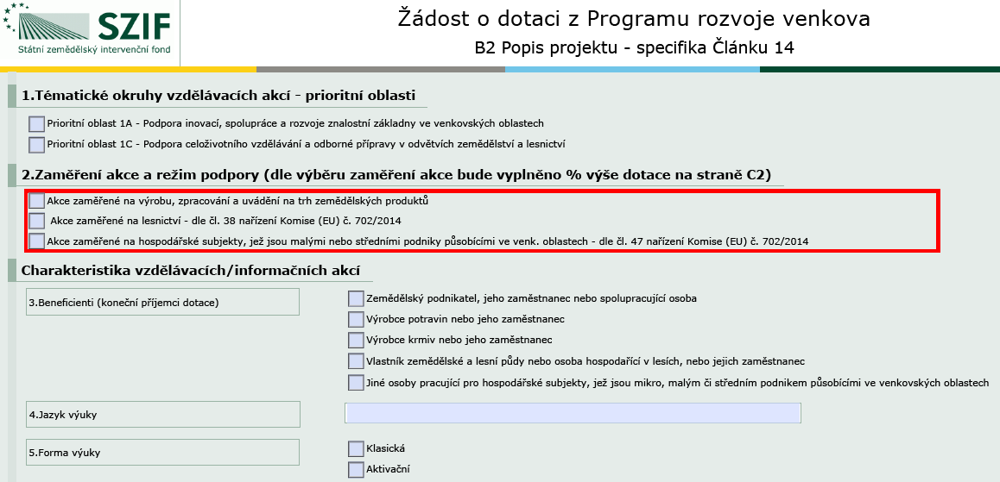 SZIF
Státní zemědělský intervenční fond
Žádost o dotaci z Programu rozvoje venkova
B2 Popis projektu - specifika Článku 14
1.Tématické okruhy vzdělávacích akcí - prioritní oblasti
Prioritní oblast 1A - Podpora inovací, spolupráce a rozvoje znalostní základny ve venkovských oblastech
Prioritní oblast 1C - Podpora celoživotního vzdělávání a odborné přípravy v odvětvích zemědělství a lesnictví
2.Zaměření akce a režim podpory (dle výběru zaměření akce bude vyplněno % výše dotace na straně C2)
Akce zaměřené na výrobu, zpracování a uvádění na trh zemědělských produktů
Akce zaměřené na lesnictví - dle čl. 38 nařízení Komise (EU) č. 702/2014
Akce zaměřené na hospodářské subjekty, jež jsou malými nebo středními podniky působícími ve venk. oblastech - dle čl. 47 nařízení Komise (EU) č. 702/2014
Charakteristika vzdělávacích/informačních akcí
3.Beneficienti (koneční příjemci dotace)
Zemědělský podnikatel, jeho zaměstnanec nebo spolupracující osoba
Výrobce potravin nebo jeho zaměstnanec
Výrobce krmiv nebo jeho zaměstnanec
Vlastník zemědělské a lesní půdy nebo osoba hospodařící v lesích, nebo jejich zaměstnanec
Jiné osoby pracující pro hospodářské subjekty, jež jsou mikro, malým či středním podnikem působícími ve venkovských oblastech
4.Jazyk výuky
5.Forma výuky
Klasická
Aktivační